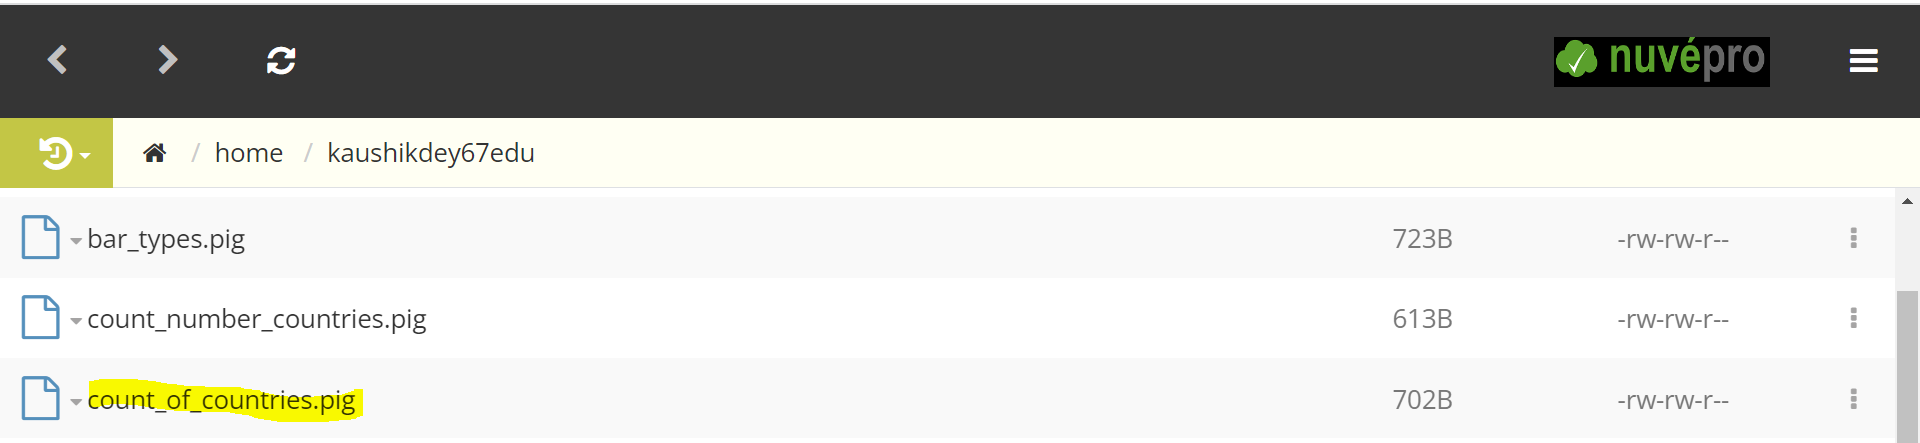 nuvépro
/ home / kaushikdey67edu
bar_types.pig 723B -rw-rw-r--
count_number_countries.pig 613B -rw-rw-r--
count_of_countries.pig 702B -rw-rw-r--